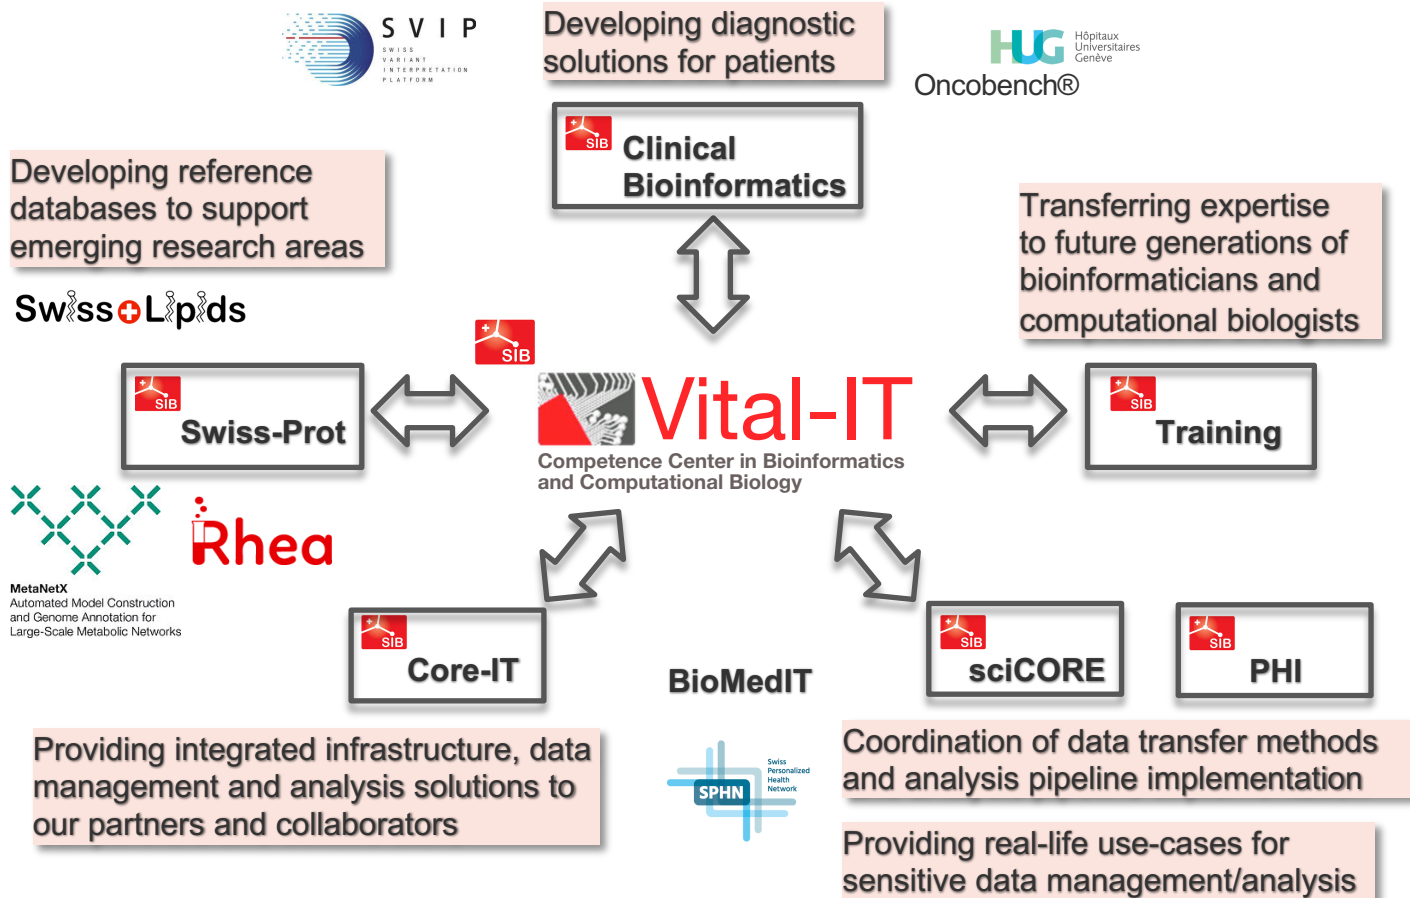 S V I P
SWISS
VARIANT
INTERPRETATION
PLATFORM
Developing diagnostic
solutions for patients
HUG
Hôpitaux
Universitaires
Genève
Oncobench®
SIB
Clinical
Bioinformatics
Developing reference
databases to support
emerging research areas
Transferring expertise
to future generations of
bioinformaticians and
computational biologists
Swiss Lipids
SIB
Swiss-Prot
SIB
Vital-IT
Competence Center in Bioinformatics
and Computational Biology
SIB
Training
MetaNetX
Automated Model Construction
and Genome Annotation for
Large-Scale Metabolic Networks
Rhea
SIB
Core-IT
BioMedIT
SIB
sciCORE
SIB
PHI
Providing integrated infrastructure, data
management and analysis solutions to
our partners and collaborators
SPHN
Swiss
Personalized
Health
Network
Coordination of data transfer methods
and analysis pipeline implementation
Providing real-life use-cases for
sensitive data management/analysis